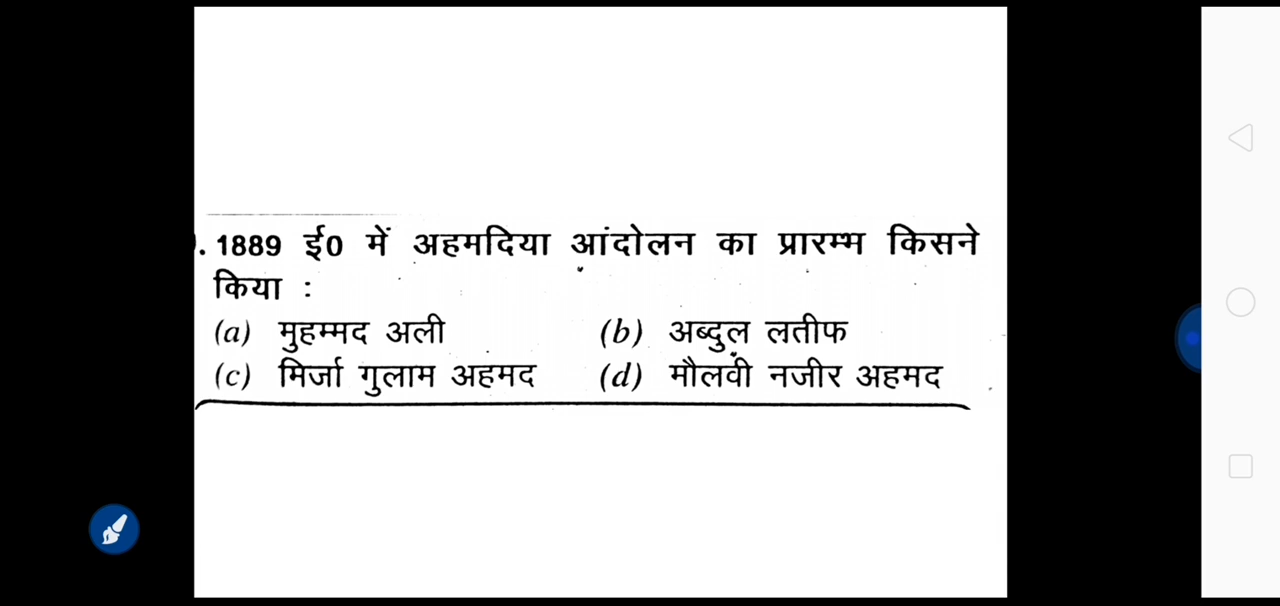 . 1889 ई0 में अहमदिया आंदोलन का प्रारम्भ किसने
किया :
(a) मुहम्मद अली (b) अब्दुल लतीफ
(c) मिर्जा गुलाम अहमद (d) मौलवी नजीर अहमद